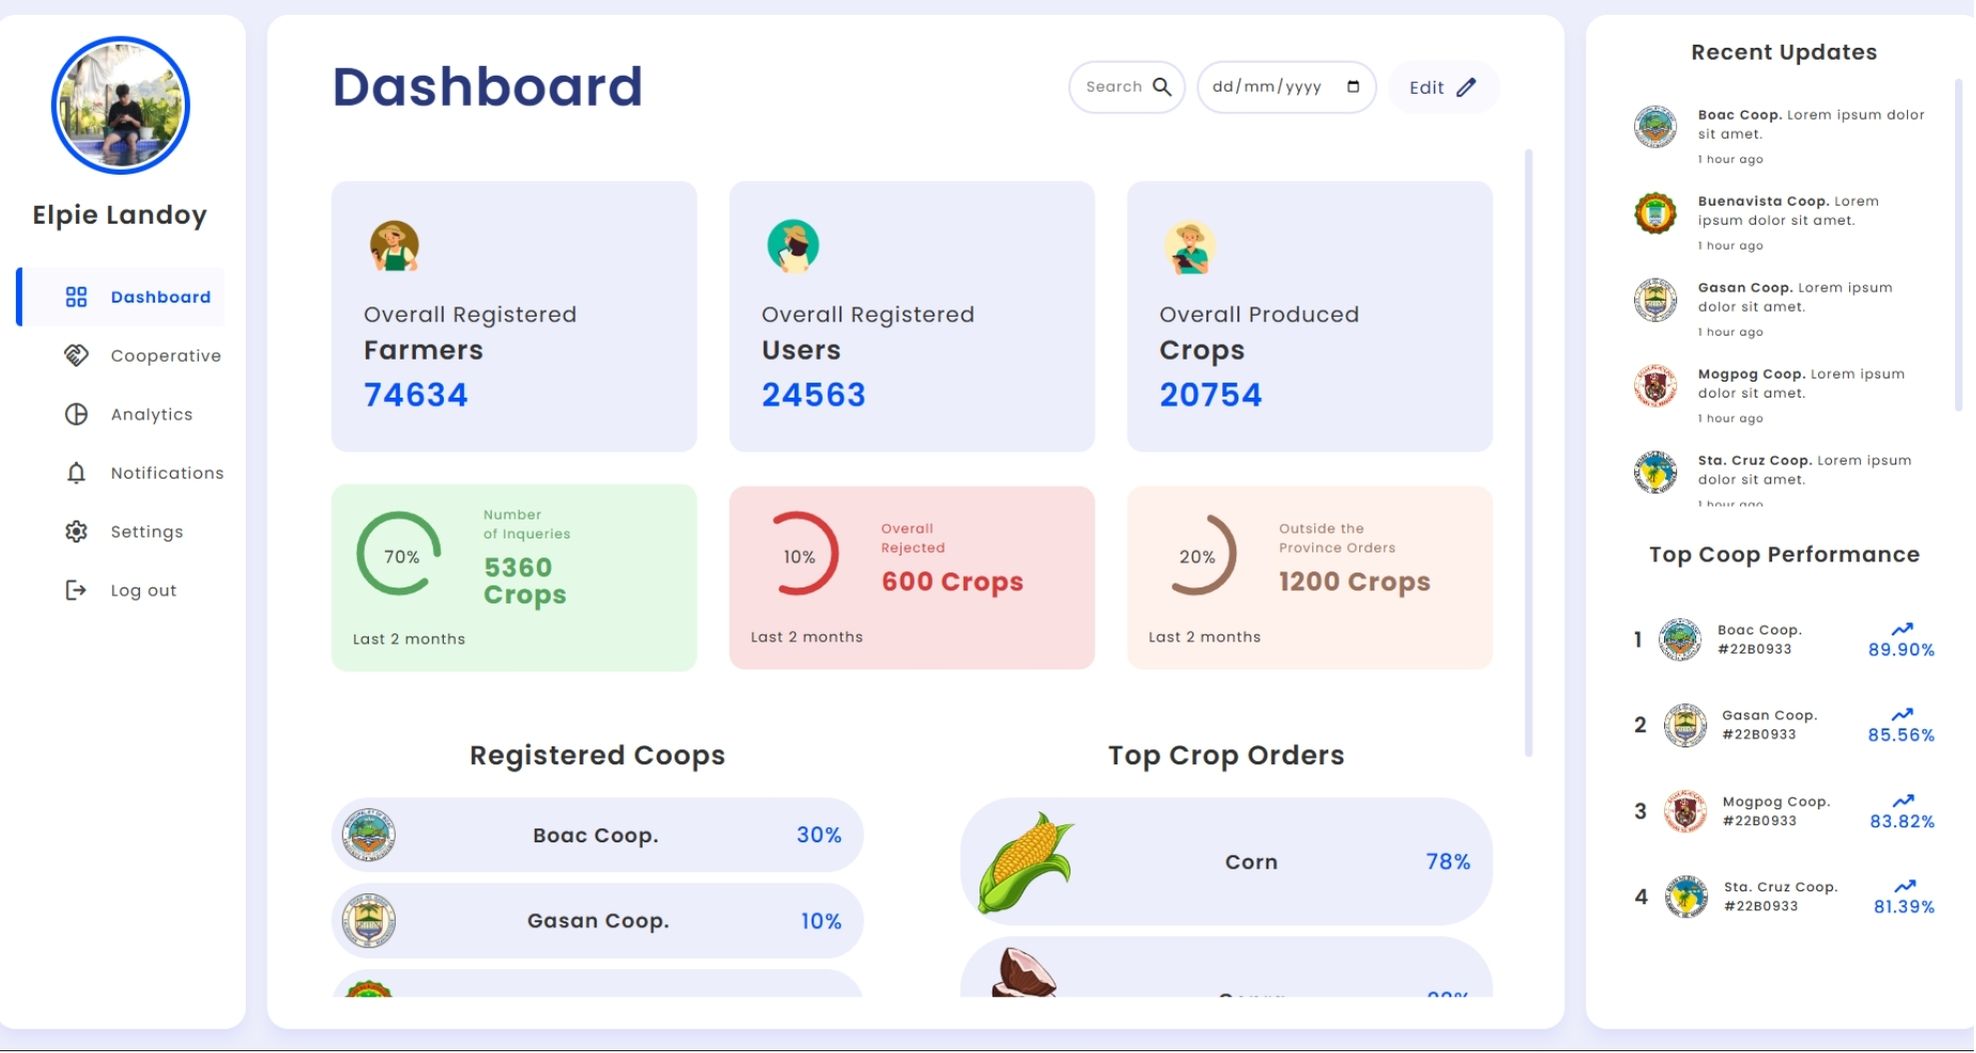 Elpie Landoy
Dashboard
Cooperative
Analytics
Notifications
Settings
Log out
Dashboard
Search
dd/mm/yyyy
Edit
Overall Registered
Farmers
74634
Overall Registered
Users
24563
Overall Produced
Crops
20754
70%
Number
of Inqueries
5360
Crops
Last 2 months
10%
Overall
Rejected
600 Crops
Last 2 months
20%
Outside the
Province Orders
1200 Crops
Last 2 months
Registered Coops
Boac Coop.
30%
Gasan Coop.
10%
Top Crop Orders
Corn
78%
Recent Updates
Boac Coop. Lorem ipsum dolor
sit amet.
1 hour ago
Buenavista Coop. Lorem
ipsum dolor sit amet.
1 hour ago
Gasan Coop. Lorem ipsum
dolor sit amet.
1 hour ago
Mogpog Coop. Lorem ipsum
dolor sit amet.
1 hour ago
Sta. Cruz Coop. Lorem ipsum
dolor sit amet.
1 hour ago
Top Coop Performance
1
Boac Coop.
#22B0933
89.90%
2
Gasan Coop.
#22B0933
85.56%
3
Mogpog Coop.
#22B0933
83.82%
4
Sta. Cruz Coop.
#22B0933
81.39%